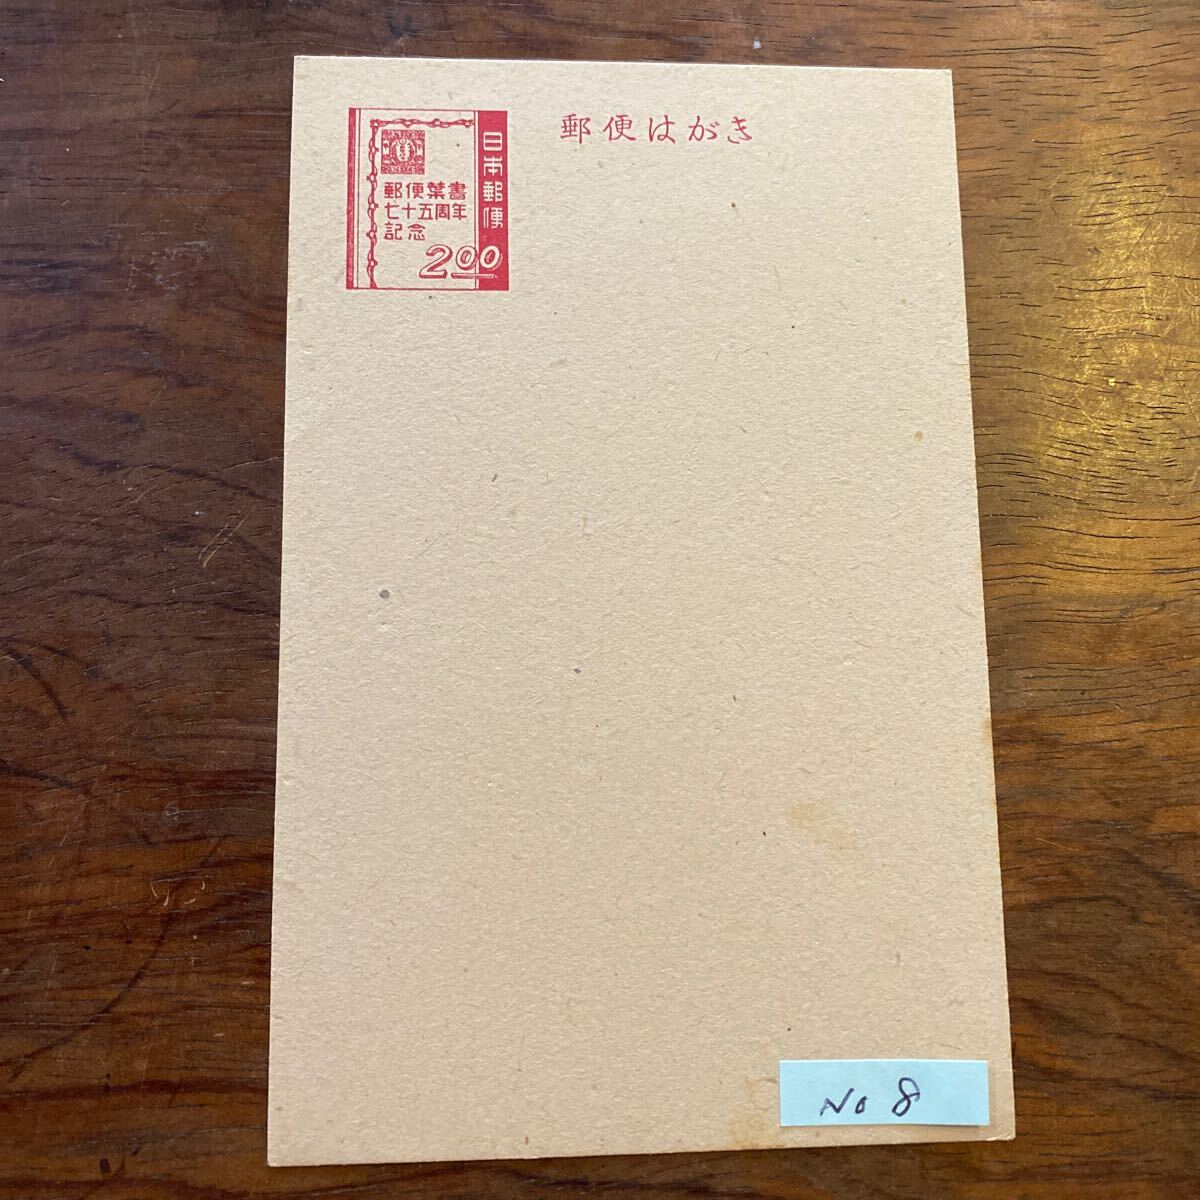 郵便はがき
日本郵便
郵便葉書
七十五周年
記念
2.00
No 8